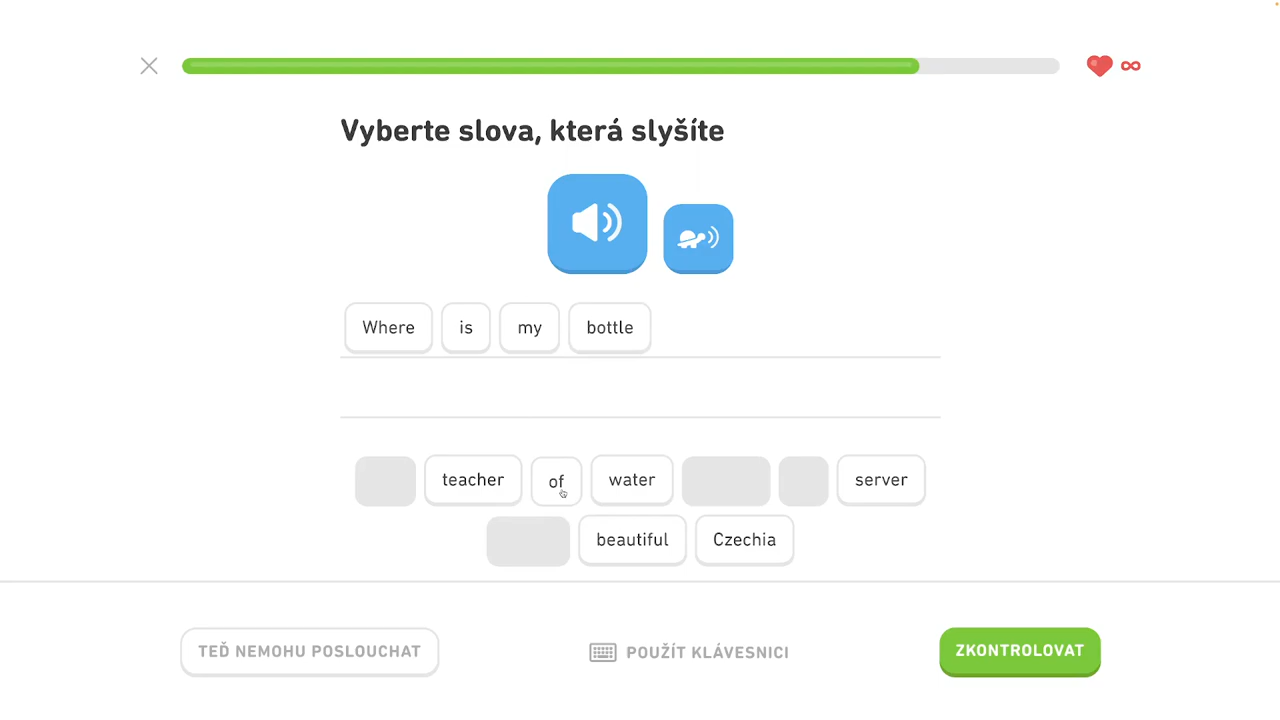 Vyberte slova, která slyšíte
Where is my bottle
teacher of water server
beautiful Czechia
TEĎ NEMOHU POSLOUCHAT POUŽÍT KLÁVESNICI ZKONTROLOVAT